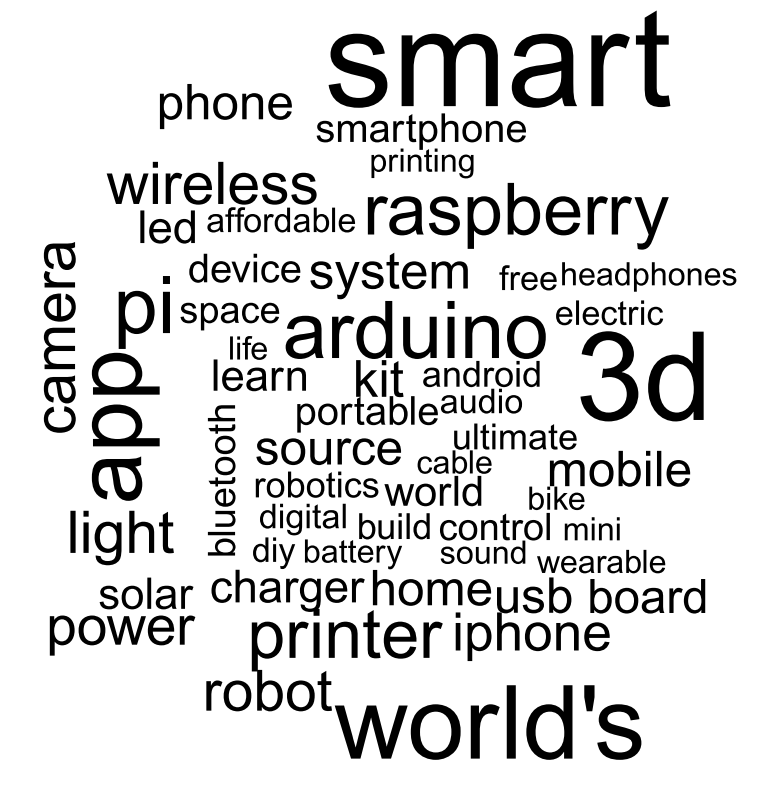 smart
phone
smartphone
printing
wireless
raspberry
led affordable
camera
device system
free headphones
pi
space
arduino
electric
life
3d
app
learn
kit
android
portable
audio
bluetooth
source
ultimate
cable
mobile
robotics
world
bike
light
digital
build
control
mini
diy
battery
sound
wearable
solar
charger
home
usb
board
power
printer
iphone
robot
world's